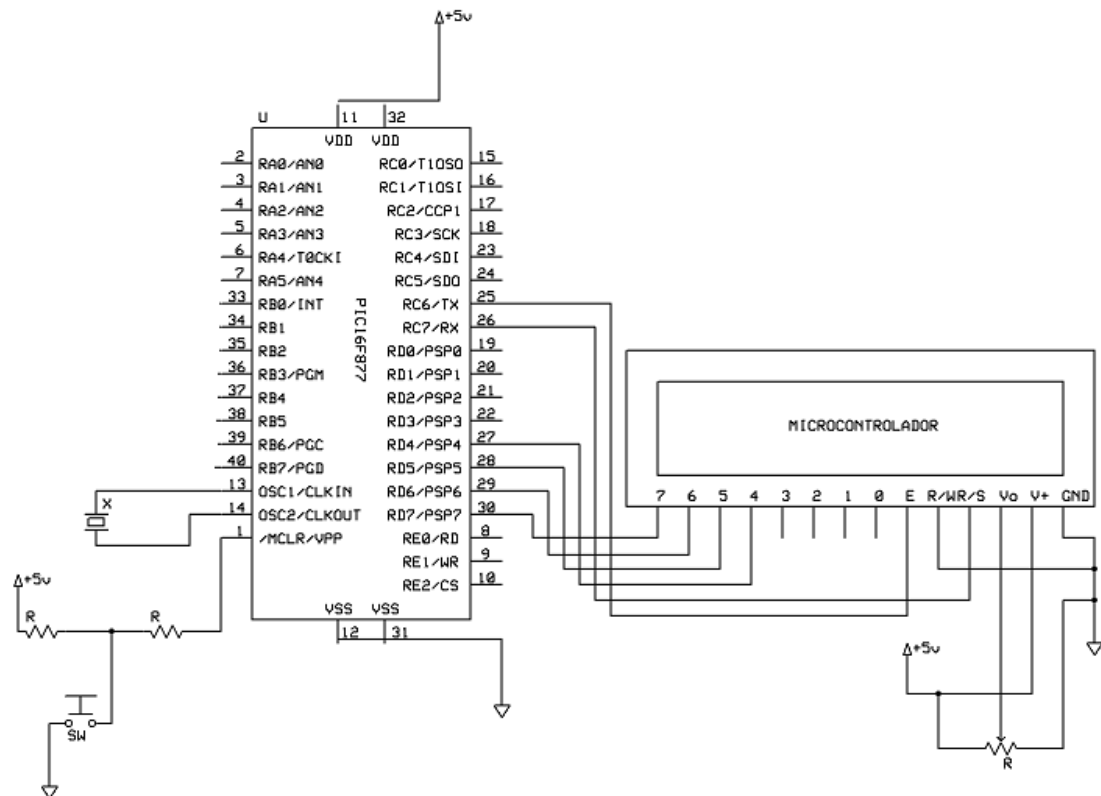 +5v
U
11
32
VDD VDD
2 RA0/AN0
3 RA1/AN1
4 RA2/AN2
5 RA3/AN3
6 RA4/T0CKI
7 RA5/AN4
33 RB0/INT
34 RB1
35 RB2
36 RB3/PGM
37 RB4
38 RB5
39 RB6/PGC
40 RB7/PGD
13 OSC1/CLKIN
14 OSC2/CLKOUT
1 /MCLR/VPP
PIC16F877
RC0/T1OSO 15
RC1/T1OSI 16
RC2/CCP1 17
RC3/SCK 18
RC4/SDI 23
RC5/SDO 24
RC6/TX 25
RC7/RX 26
RD0/PSP0 19
RD1/PSP1 20
RD2/PSP2 21
RD3/PSP3 22
RD4/PSP4 27
RD5/PSP5 28
RD6/PSP6 29
RD7/PSP7 30
RE0/RD 8
RE1/WR 9
RE2/CS 10
VSS VSS
12
31
X
+5v
R
R
SW
MICROCONTROLADOR
7 6 5 4 3 2 1 0 E R/W R/S Vo V+ GND
+5v
R